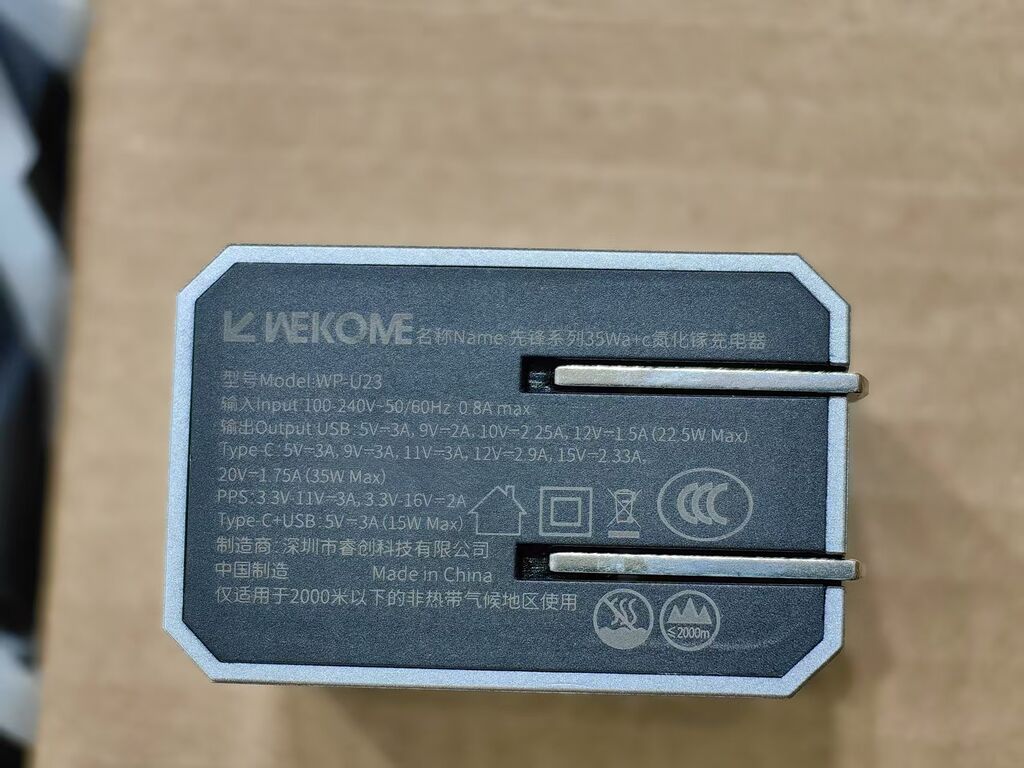 WEKOME 名称Name 先锋系列35Wa+c氮化镓充电器
型号Model:WP-U23
输入Input 100-240V~50/60Hz 0.8A max
输出Output USB: 5V⎓3A, 9V⎓2A, 10V⎓2.25A, 12V⎓1.5A (22.5W Max)
Type-C: 5V⎓3A, 9V⎓3A, 11V⎓3A, 12V⎓2.9A, 15V⎓2.33A,
20V⎓1.75A (35W Max)
PPS: 3.3V-11V⎓3A, 3.3V-16V⎓2A
Type-C+USB: 5V⎓3A (15W Max)
CCC
制造商: 深圳市睿创科技有限公司
中国制造 Made in China
仅适用于2000米以下的非热带气候地区使用
≤2000m